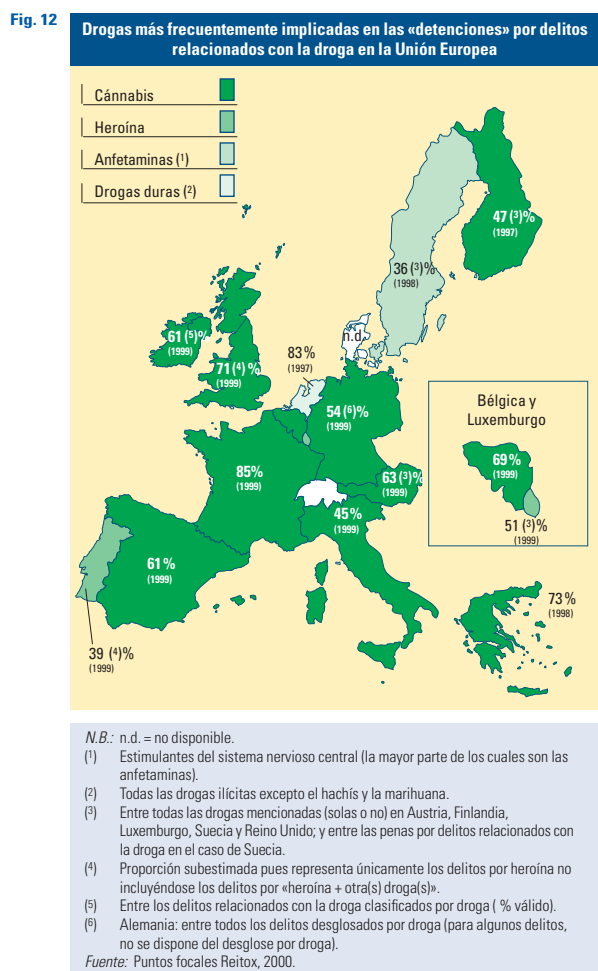 Fig. 12
Drogas más frecuentemente implicadas en las «detenciones» por delitos
relacionados con la droga en la Unión Europea
Cánnabis
Heroína
Anfetaminas (1)
Drogas duras (2)
47 (3)%
(1997)
36 (3)%
(1998)
n.d.
61 (5)%
(1999)
71(4) %
(1999)
83%
(1997)
54 (6)%
(1999)
Bélgica y
Luxemburgo
69%
(1999)
51 (3)%
(1999)
85%
(1999)
63 (3)%
(1999)
45%
(1999)
61%
(1999)
73%
(1998)
39 (4)%
(1999)
N.B.: n.d. = no disponible.
(1) Estimulantes del sistema nervioso central (la mayor parte de los cuales son las
anfetaminas).
(2) Todas las drogas ilícitas excepto el hachís y la marihuana.
(3) Entre todas las drogas mencionadas (solas o no) en Austria, Finlandia,
Luxemburgo, Suecia y Reino Unido; y entre las penas por delitos relacionados con
la droga en el caso de Suecia.
(4) Proporción subestimada pues representa únicamente los delitos por heroína no
incluyéndose los delitos por «heroína + otra(s) droga(s)».
(5) Entre los delitos relacionados con la droga clasificados por droga ( % válido).
(6) Alemania: entre todos los delitos desglosados por droga (para algunos delitos,
no se dispone del desglose por droga).
Fuente: Puntos focales Reitox, 2000.